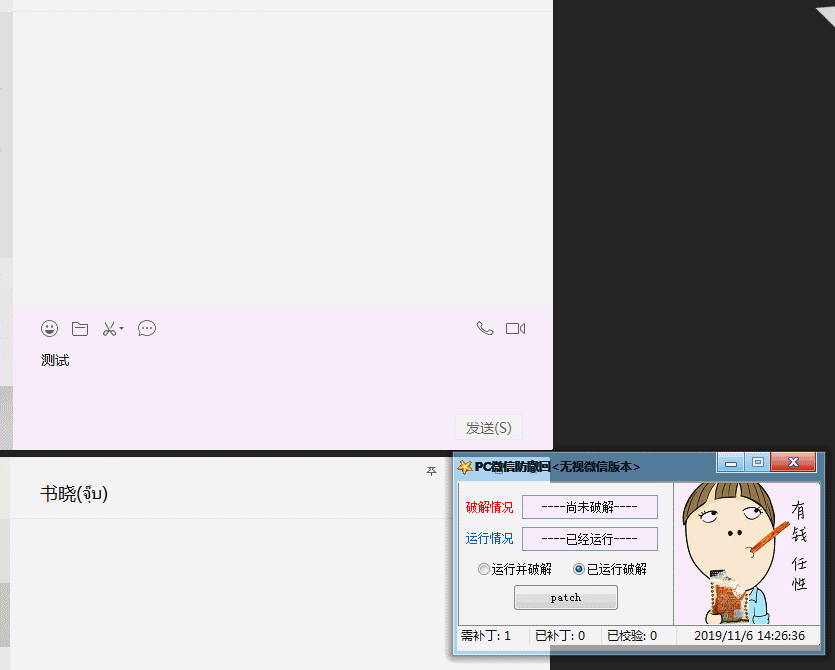 测试
发送(S)
书晓(จุ๊บ)
PC微信防撤回<无视微信版本>
破解情况 ----尚未破解----
运行情况 ----已经运行----
运行并破解 已运行破解
patch
有钱 任性
需补丁: 1 已补丁: 0 已校验: 0 2019/11/6 14:26:36